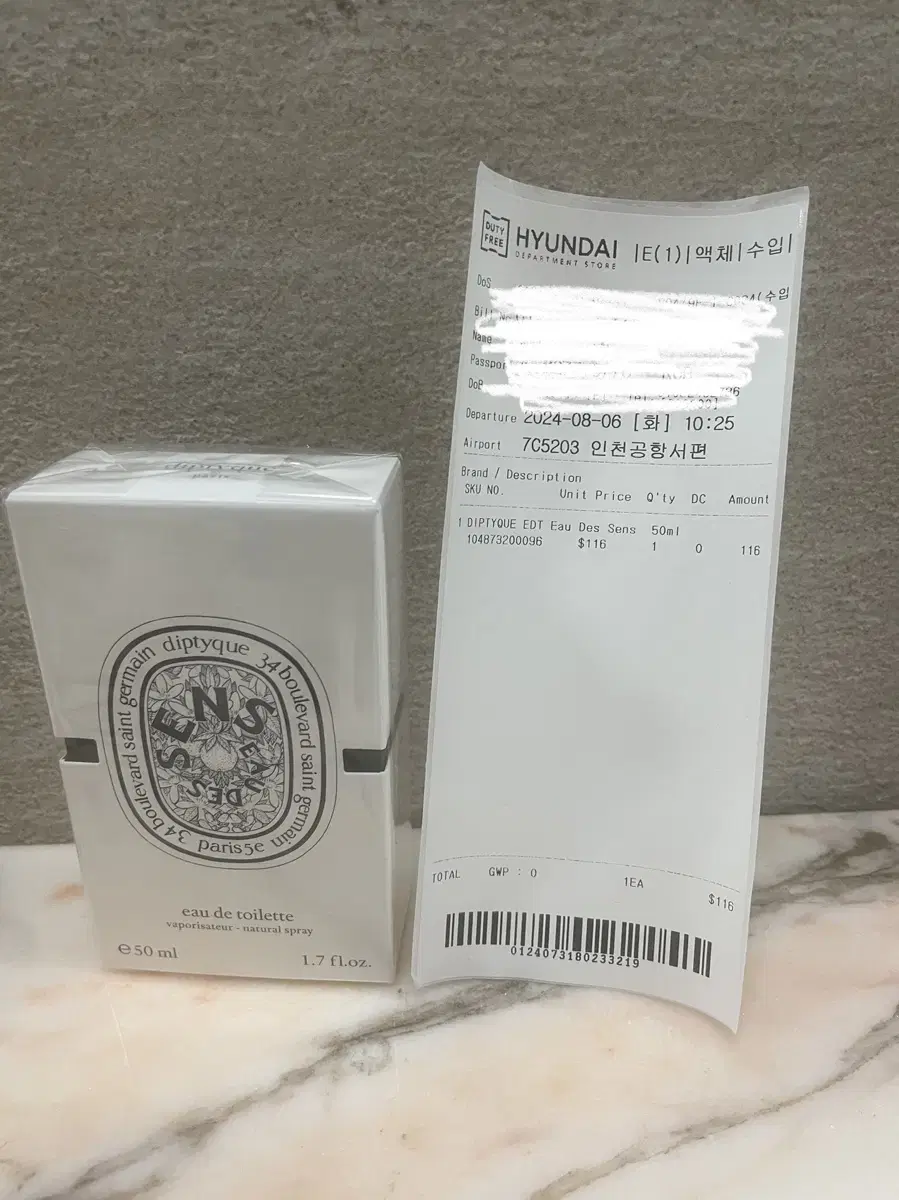 diptyque
paris
34 boulevard saint germain diptyque 34 boulevard saint germain paris5e
SENS
EAU DES
eau de toilette
vaporisateur - natural spray
℮50 ml
1.7 fl.oz.
DUTY FREE
HYUNDAI |E(1)|액체|수입|
DEPARTMENT STORE
DoS (수입
Bill No
Name
Passpor
DoB
Departure 2024-08-06 [화] 10:25
Airport 7C5203 인천공항서편
Brand / Description
SKU NO. Unit Price Q'ty DC Amount
1 DIPTYQUE EDT Eau Des Sens 50ml
104873200096 $116 1 0 116
TOTAL GWP : 0 1EA $116
0124073180233219